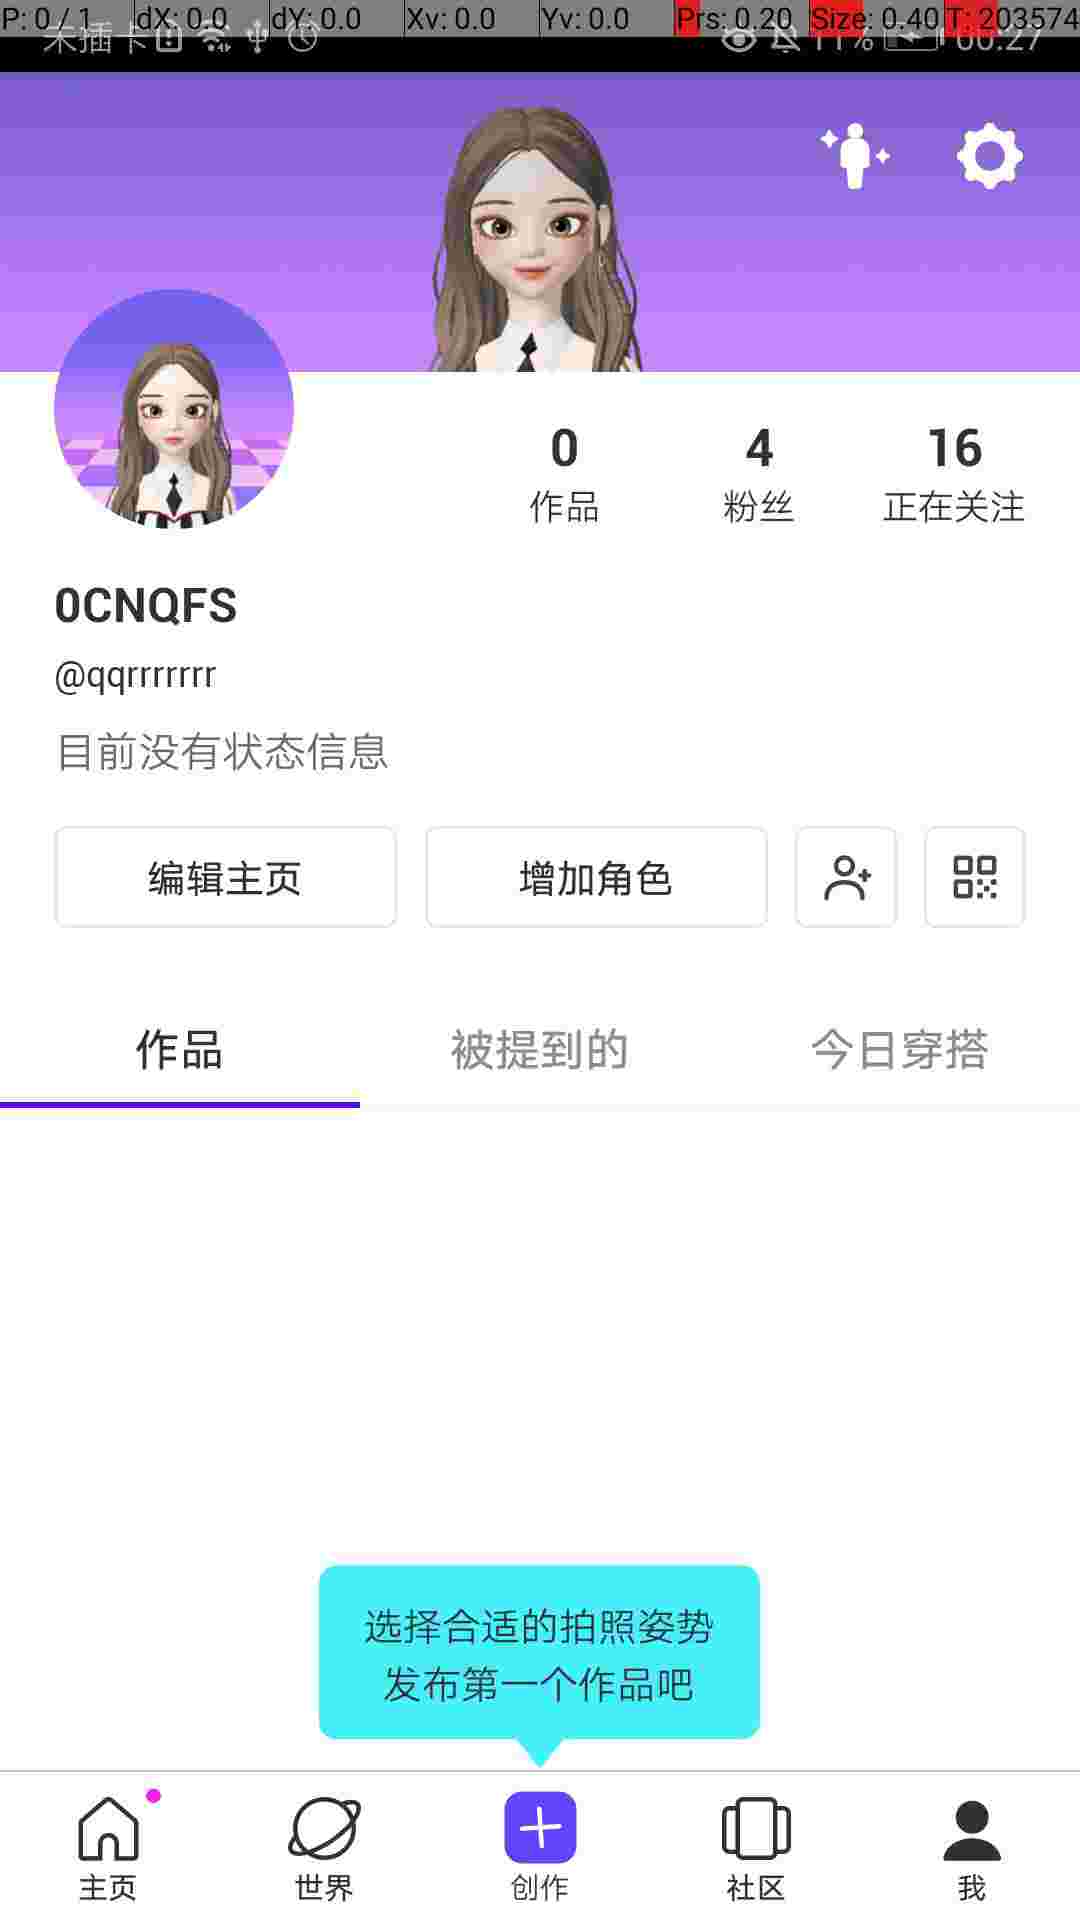 P: 0 / 1 dX: 0.0 dY: 0.0 Xv: 0.0 Yv: 0.0 Prs: 0.20 Size: 0.40 T: 203574
未插卡 11% 00:27
0 4 16
作品 粉丝 正在关注
0CNQFS
@qqrrrrrrr
目前没有状态信息
编辑主页 增加角色
作品 被提到的 今日穿搭
选择合适的拍照姿势
发布第一个作品吧
主页 世界 创作 社区 我